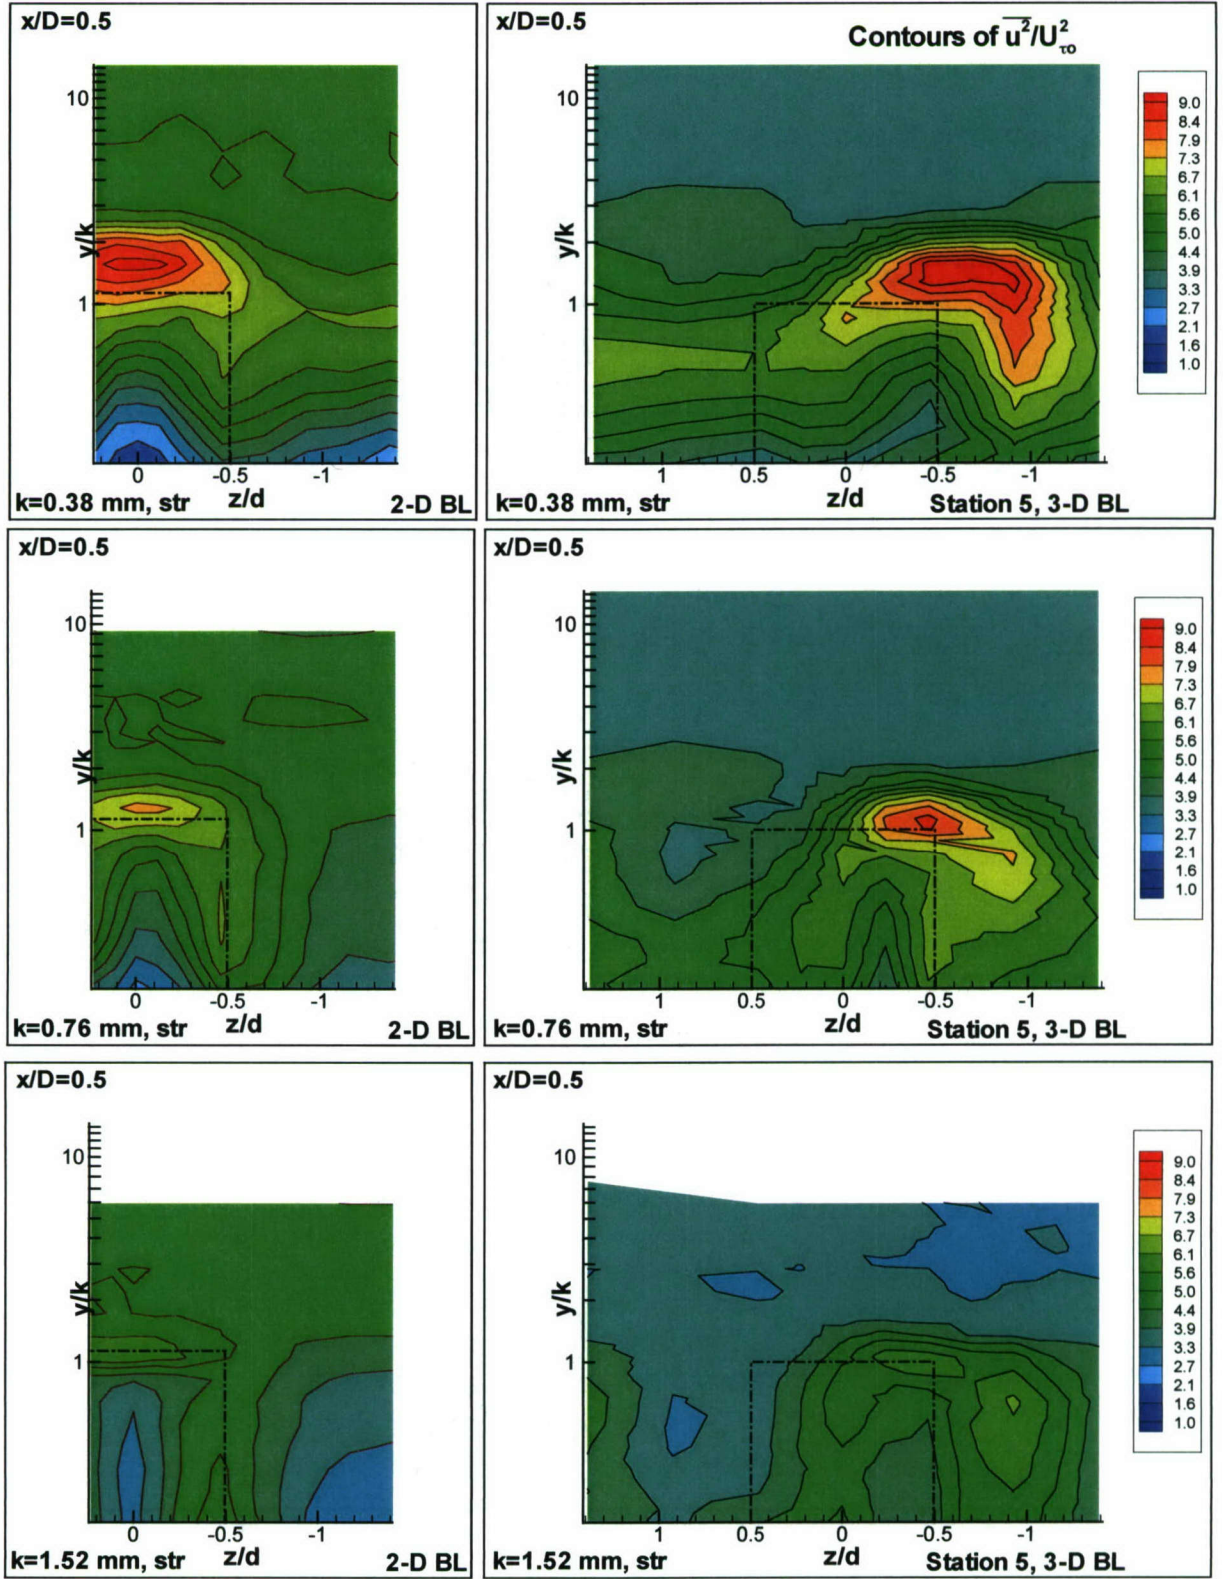 x/D=0.5
10
y/k
1
0
-0.5
-1
k=0.38 mm, str
z/d
2-D BL
x/D=0.5
Contours of u²/U²τo
10
y/k
1
1
0.5
0
-0.5
-1
k=0.38 mm, str
z/d
Station 5, 3-D BL
9.0
8.4
7.9
7.3
6.7
6.1
5.6
5.0
4.4
3.9
3.3
2.7
2.1
1.6
1.0
x/D=0.5
10
y/k
1
0
-0.5
-1
k=0.76 mm, str
z/d
2-D BL
x/D=0.5
10
y/k
1
1
0.5
0
-0.5
-1
k=0.76 mm, str
z/d
Station 5, 3-D BL
9.0
8.4
7.9
7.3
6.7
6.1
5.6
5.0
4.4
3.9
3.3
2.7
2.1
1.6
1.0
x/D=0.5
10
y/k
1
0
-0.5
-1
k=1.52 mm, str
z/d
2-D BL
x/D=0.5
10
y/k
1
1
0.5
0
-0.5
-1
k=1.52 mm, str
z/d
Station 5, 3-D BL
9.0
8.4
7.9
7.3
6.7
6.1
5.6
5.0
4.4
3.9
3.3
2.7
2.1
1.6
1.0